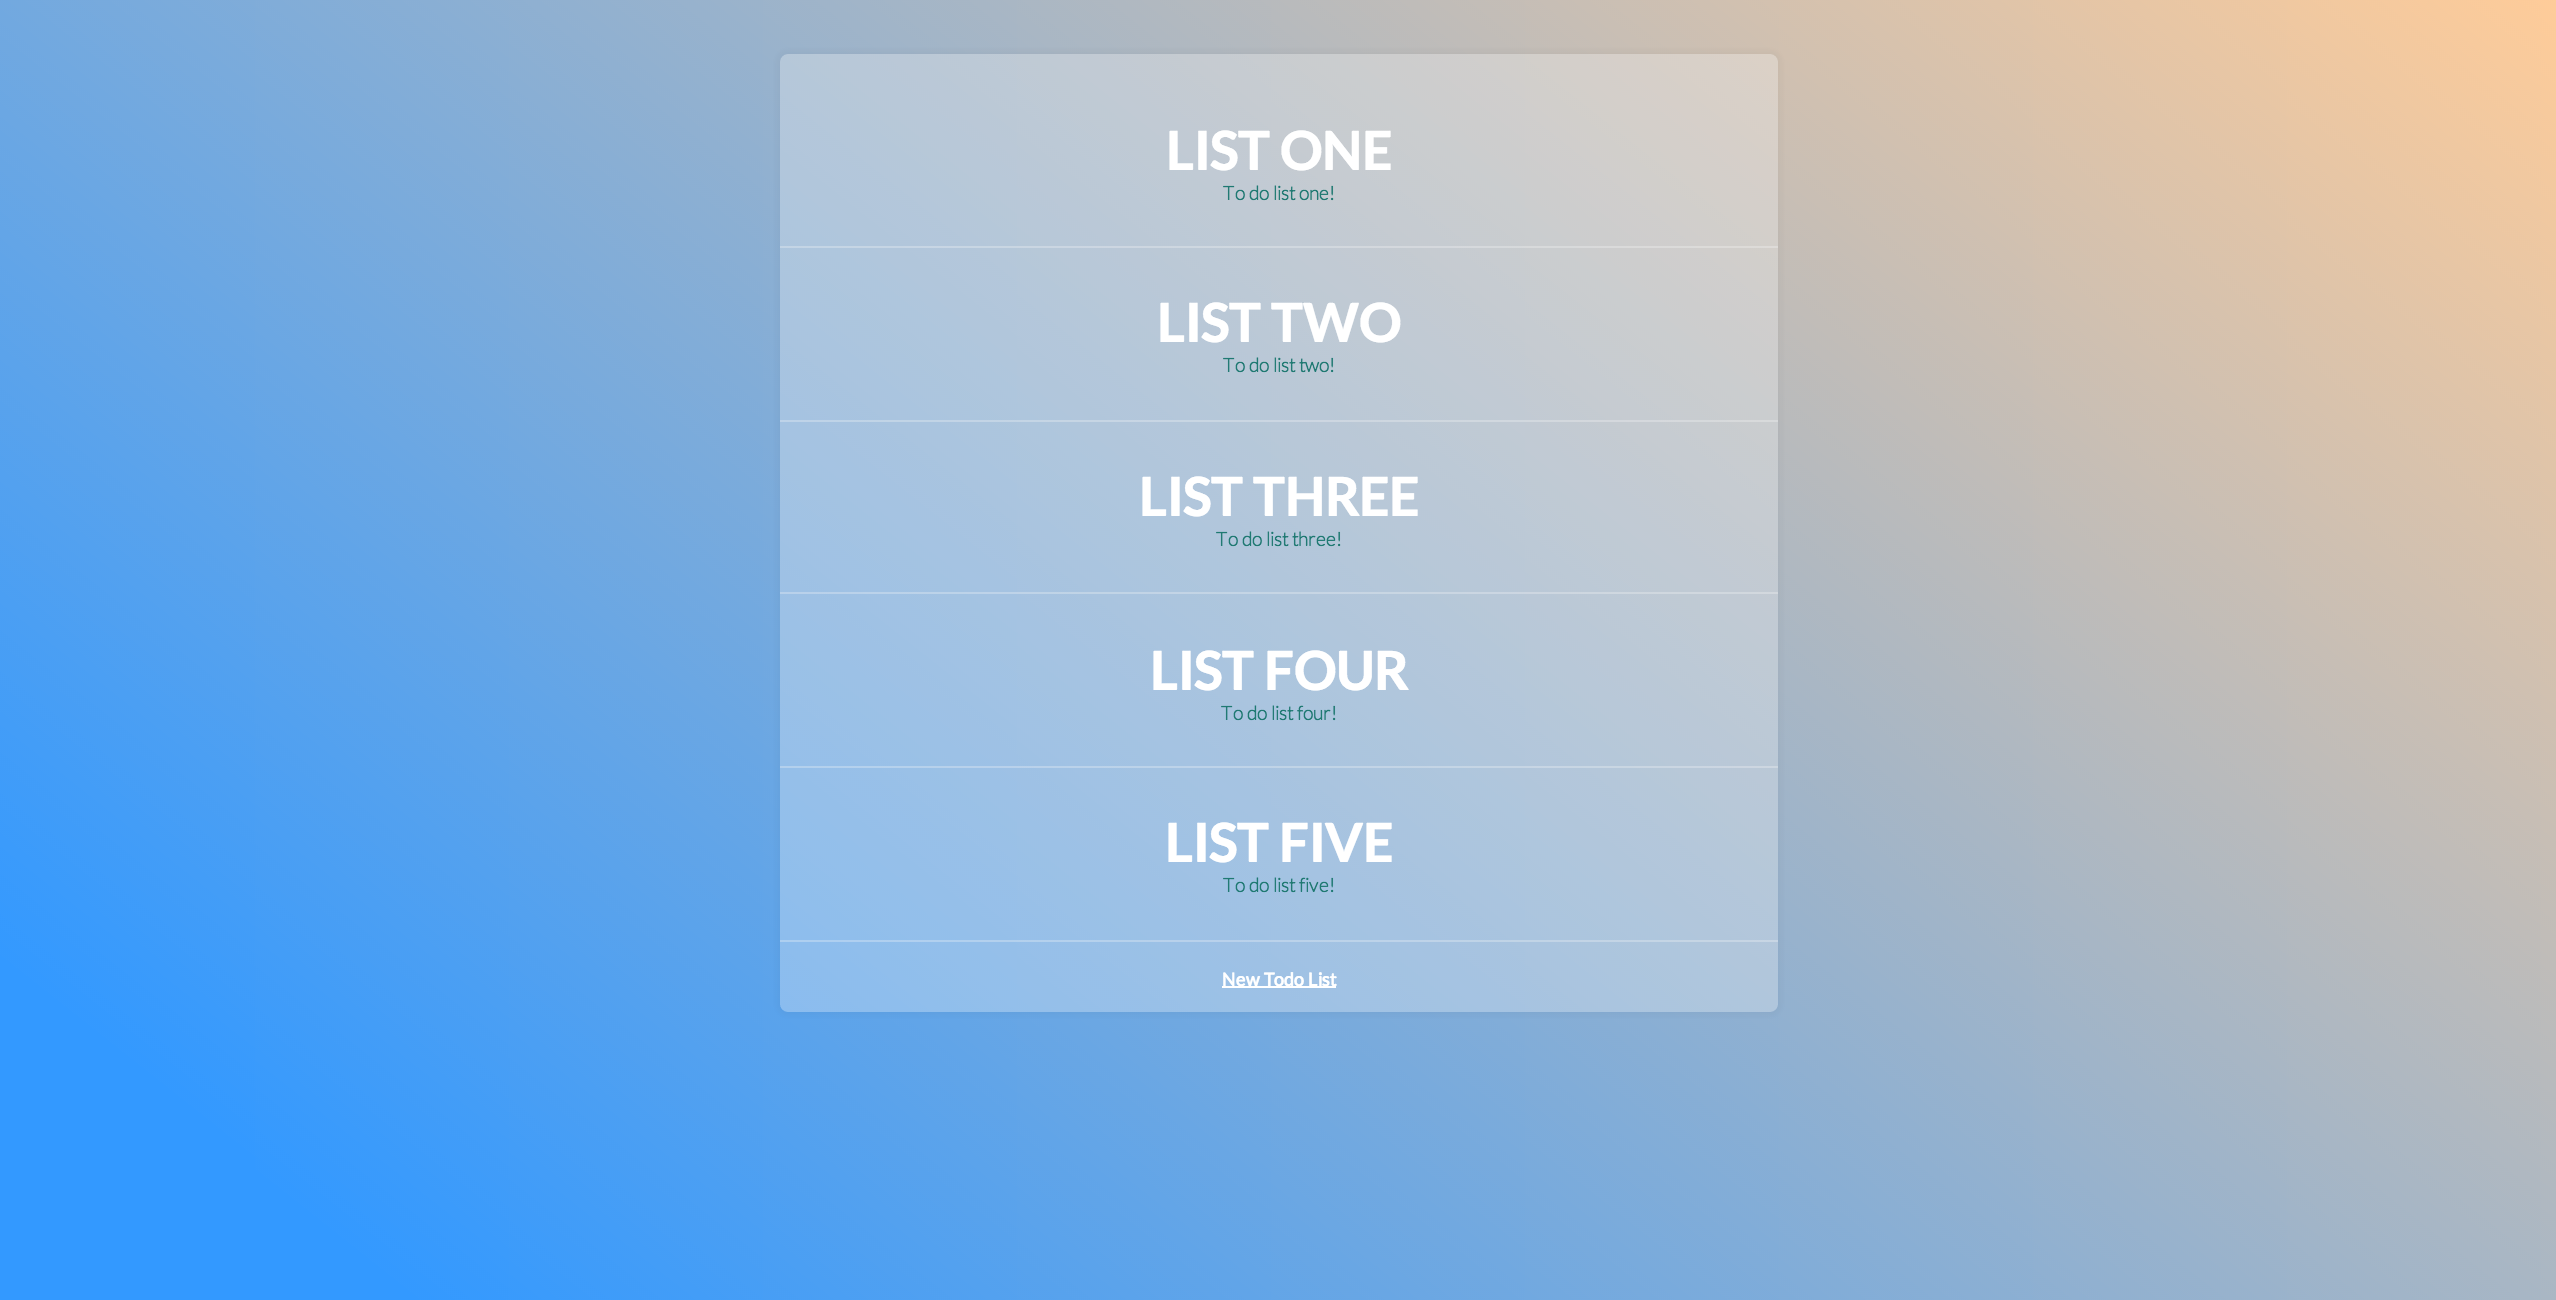 LIST ONE
To do list one!
LIST TWO
To do list two!
LIST THREE
To do list three!
LIST FOUR
To do list four!
LIST FIVE
To do list five!
New Todo List